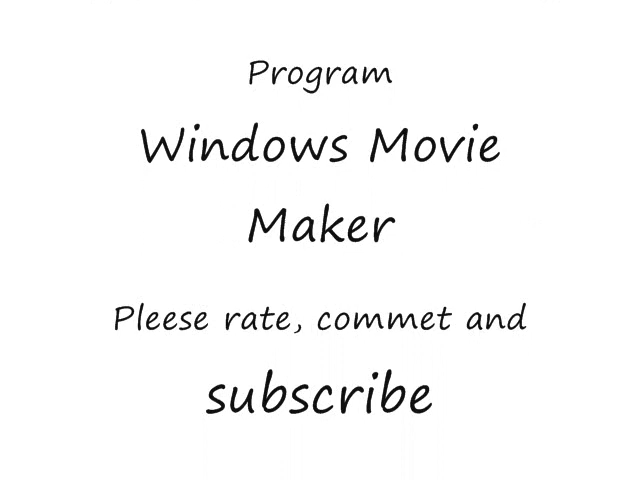 Program
Windows Movie
Maker
Pleese rate, commet and
subscribe